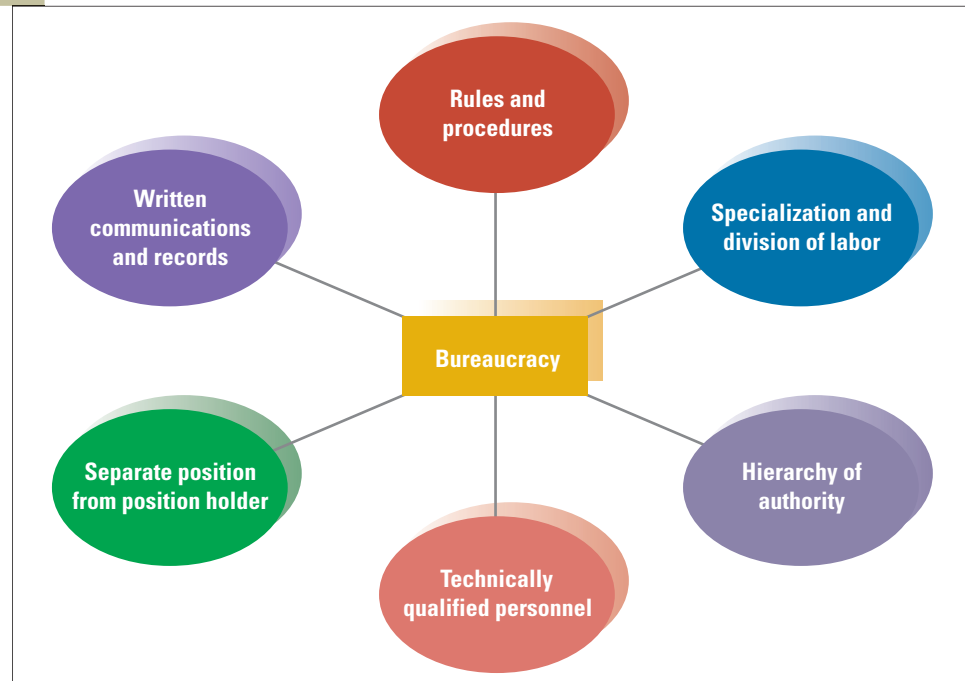 Rules and
procedures
Written
communications
and records
Specialization and
division of labor
Bureaucracy
Separate position
from position holder
Hierarchy of
authority
Technically
qualified personnel